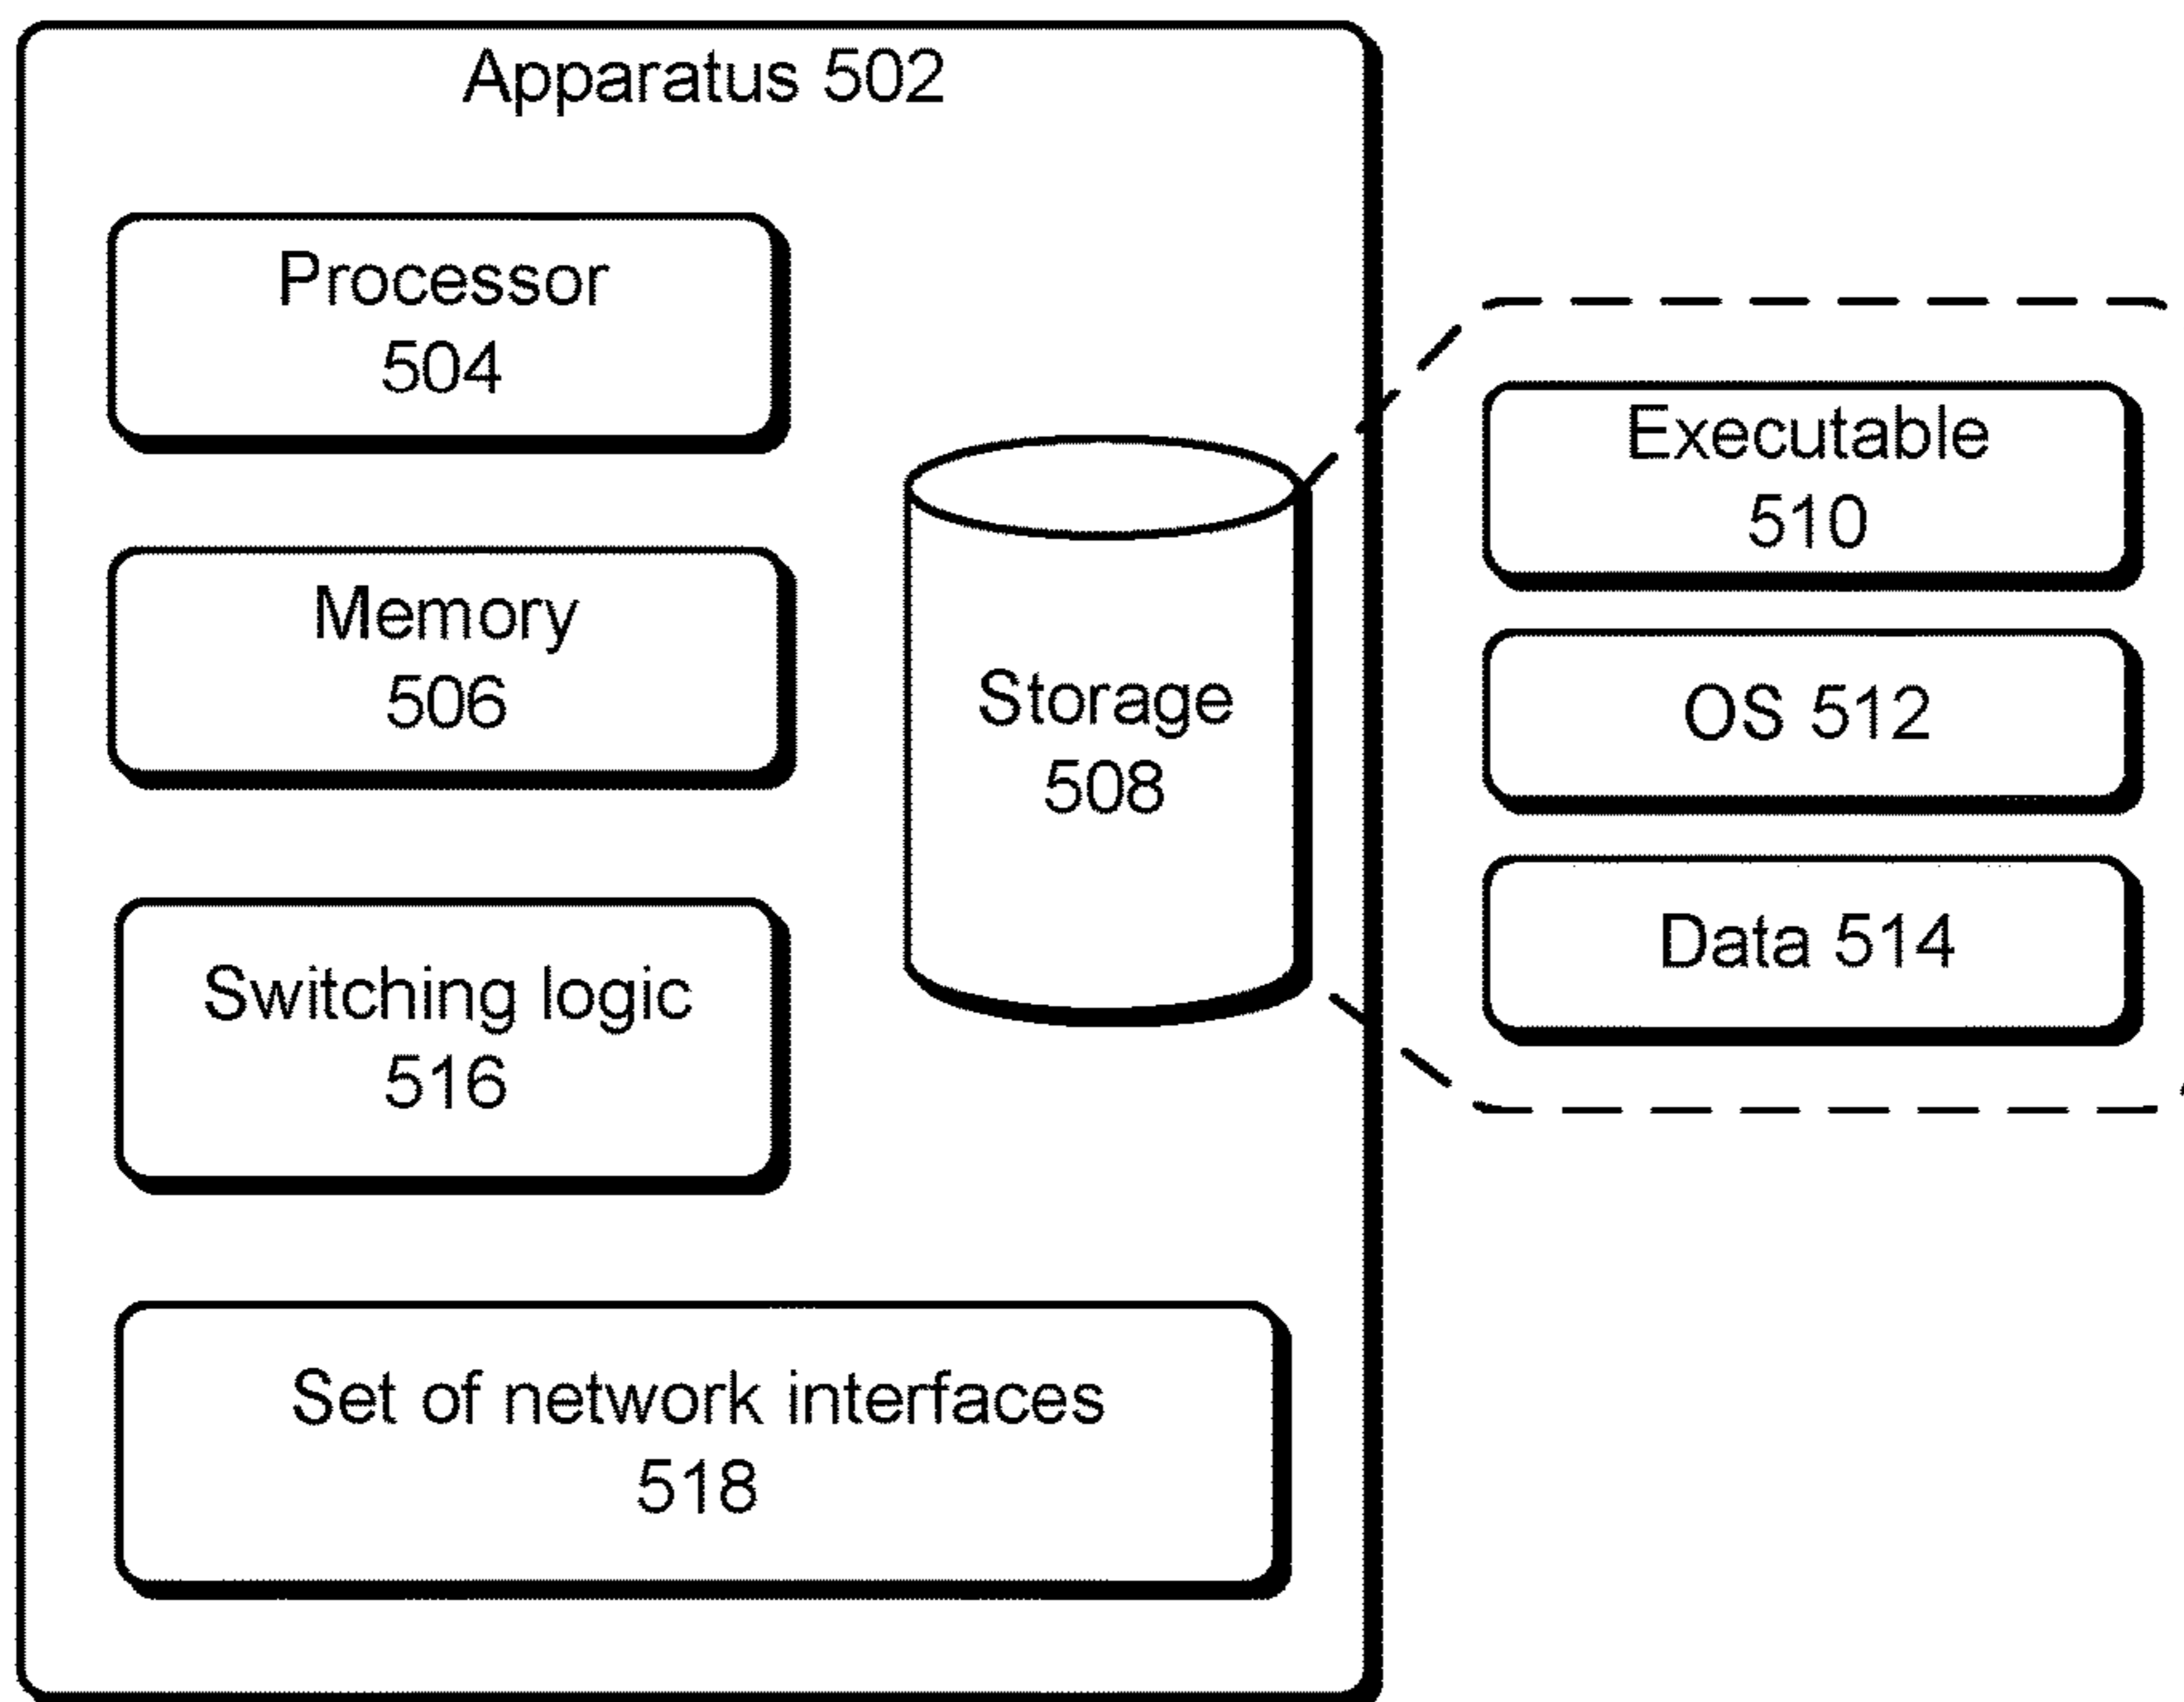 Apparatus 502
Processor
504
Memory
506
Switching logic
516
Set of network interfaces
518
Storage
508
Executable
510
OS 512
Data 514